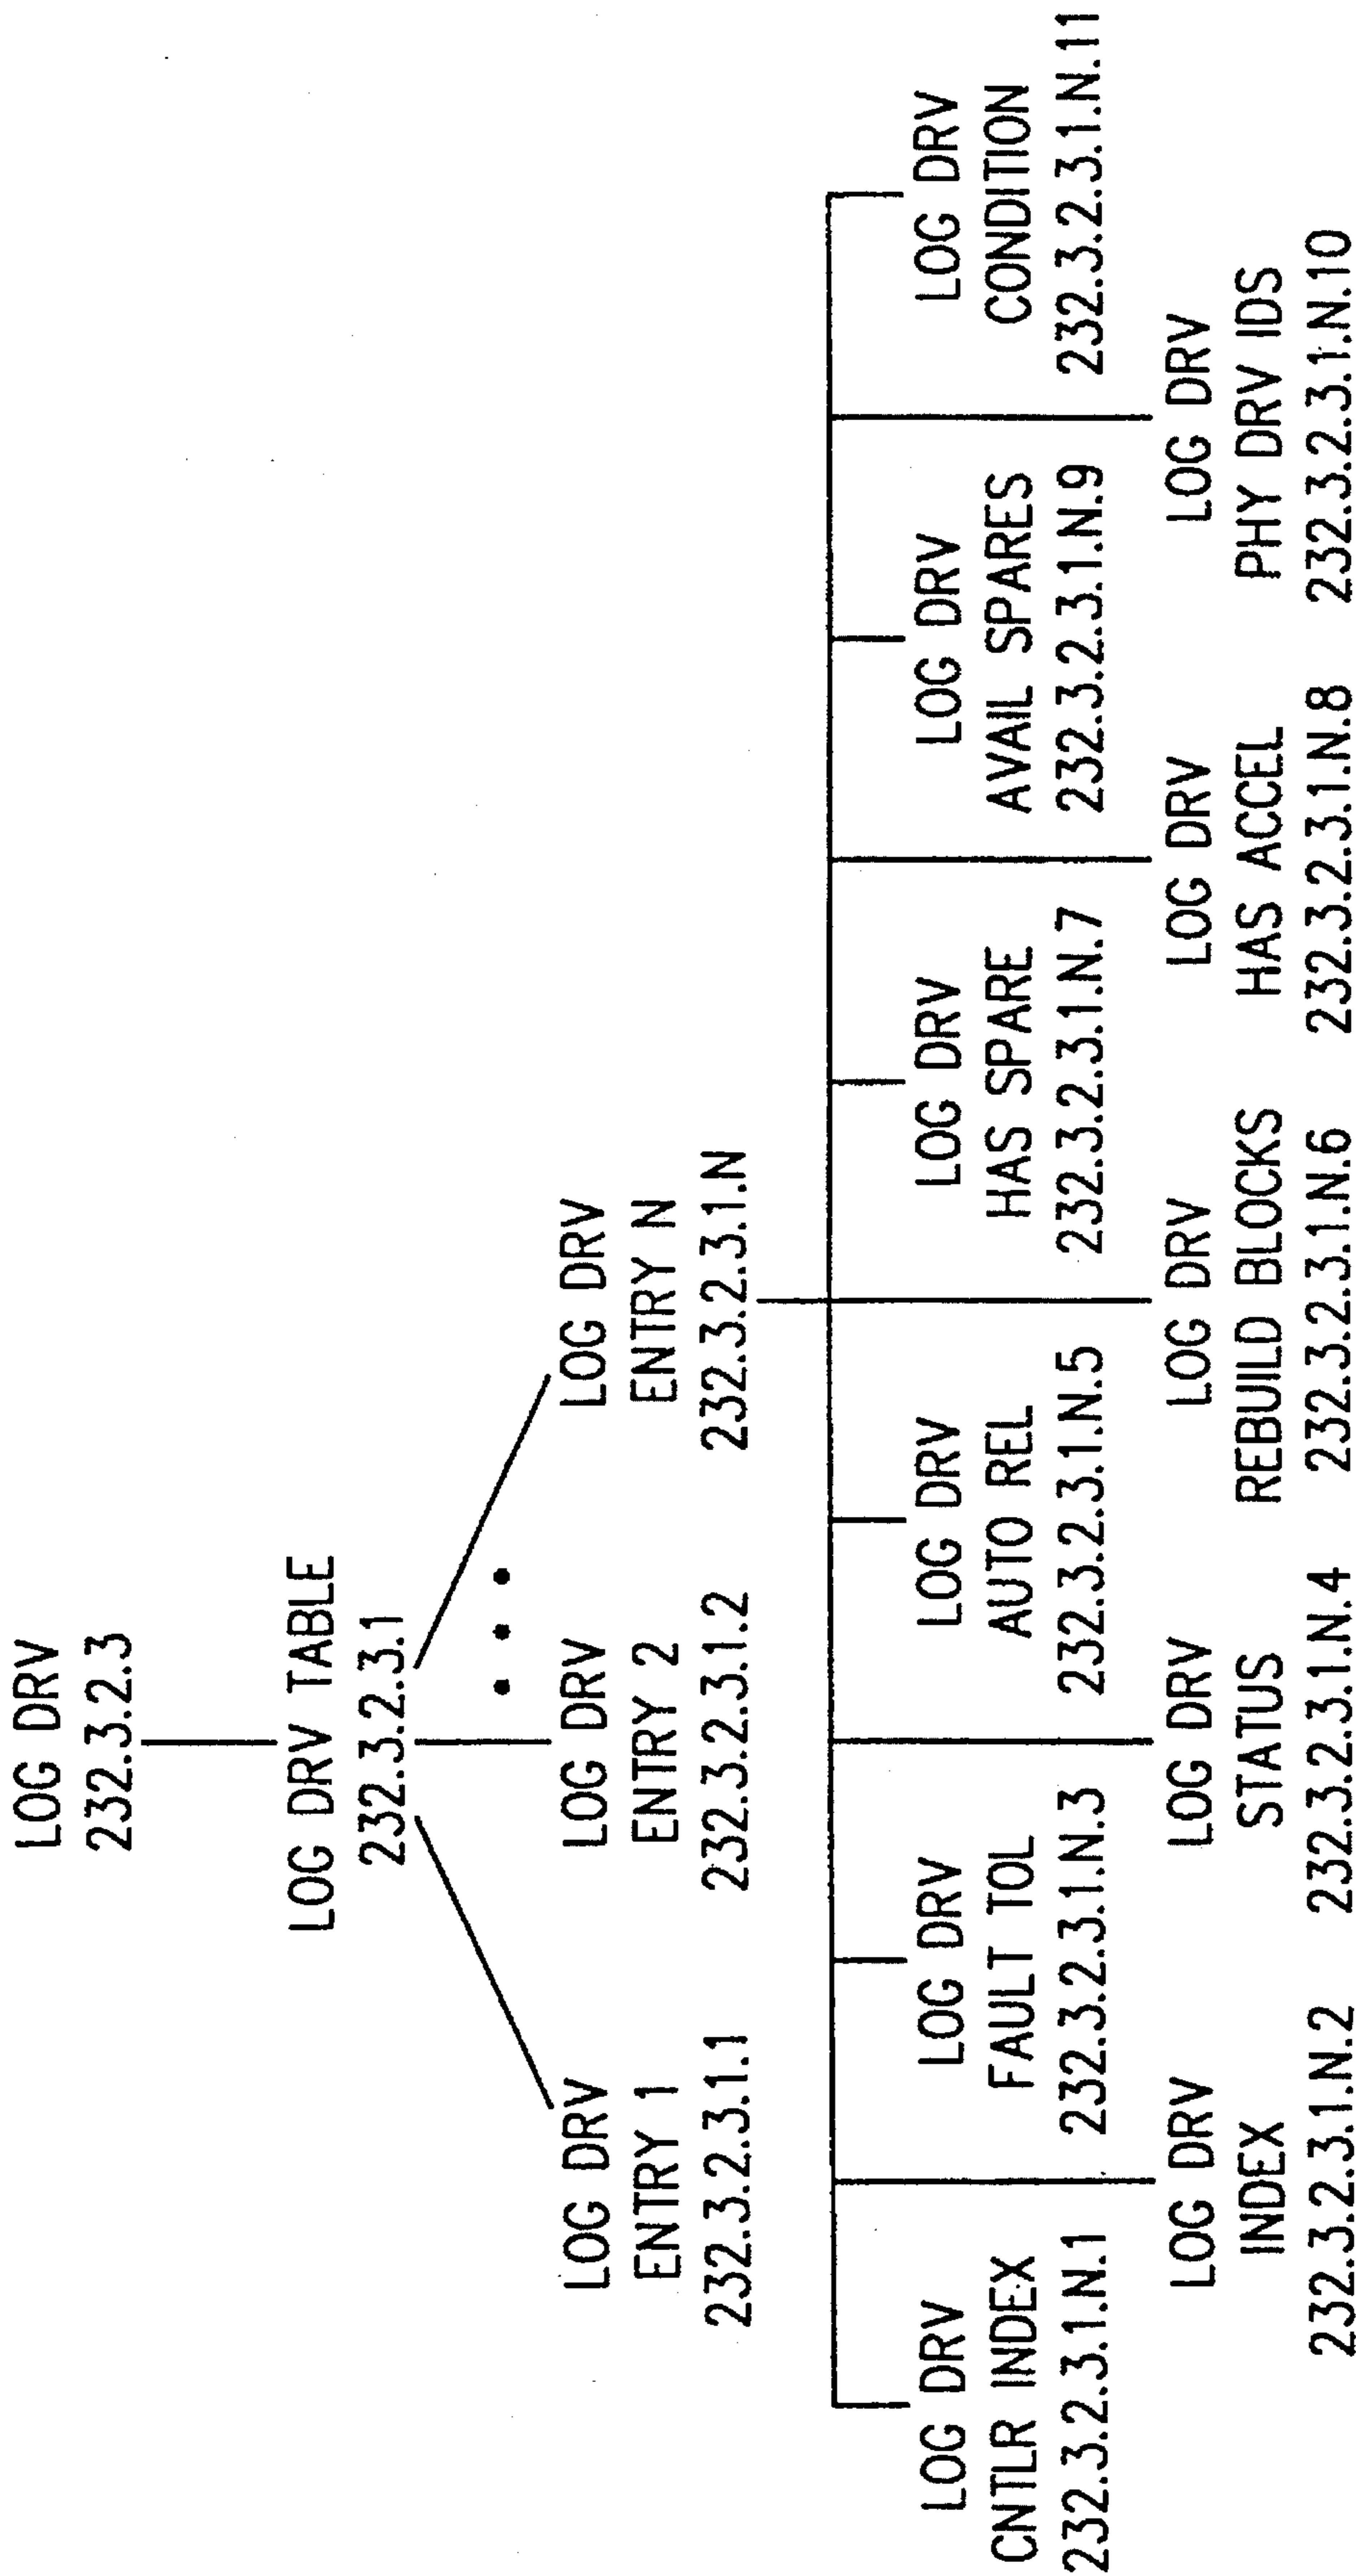 LOG DRV
232.3.2.3
LOG DRV TABLE
232.3.2.3.1
LOG DRV
ENTRY 1
232.3.2.3.1.1
LOG DRV
ENTRY 2
232.3.2.3.1.2
LOG DRV
ENTRY N
232.3.2.3.1.N
LOG DRV
CNTLR INDEX
232.3.2.3.1.N.1
LOG DRV
FAULT TOL
232.3.2.3.1.N.3
LOG DRV
AUTO REL
232.3.2.3.1.N.5
LOG DRV
HAS SPARE
232.3.2.3.1.N.7
LOG DRV
AVAIL SPARES
232.3.2.3.1.N.9
LOG DRV
CONDITION
232.3.2.3.1.N.11
LOG DRV
INDEX
232.3.2.3.1.N.2
LOG DRV
STATUS
232.3.2.3.1.N.4
LOG DRV
REBUILD BLOCKS
232.3.2.3.1.N.6
LOG DRV
HAS ACCEL
232.3.2.3.1.N.8
LOG DRV
PHY DRV IDS
232.3.2.3.1.N.10